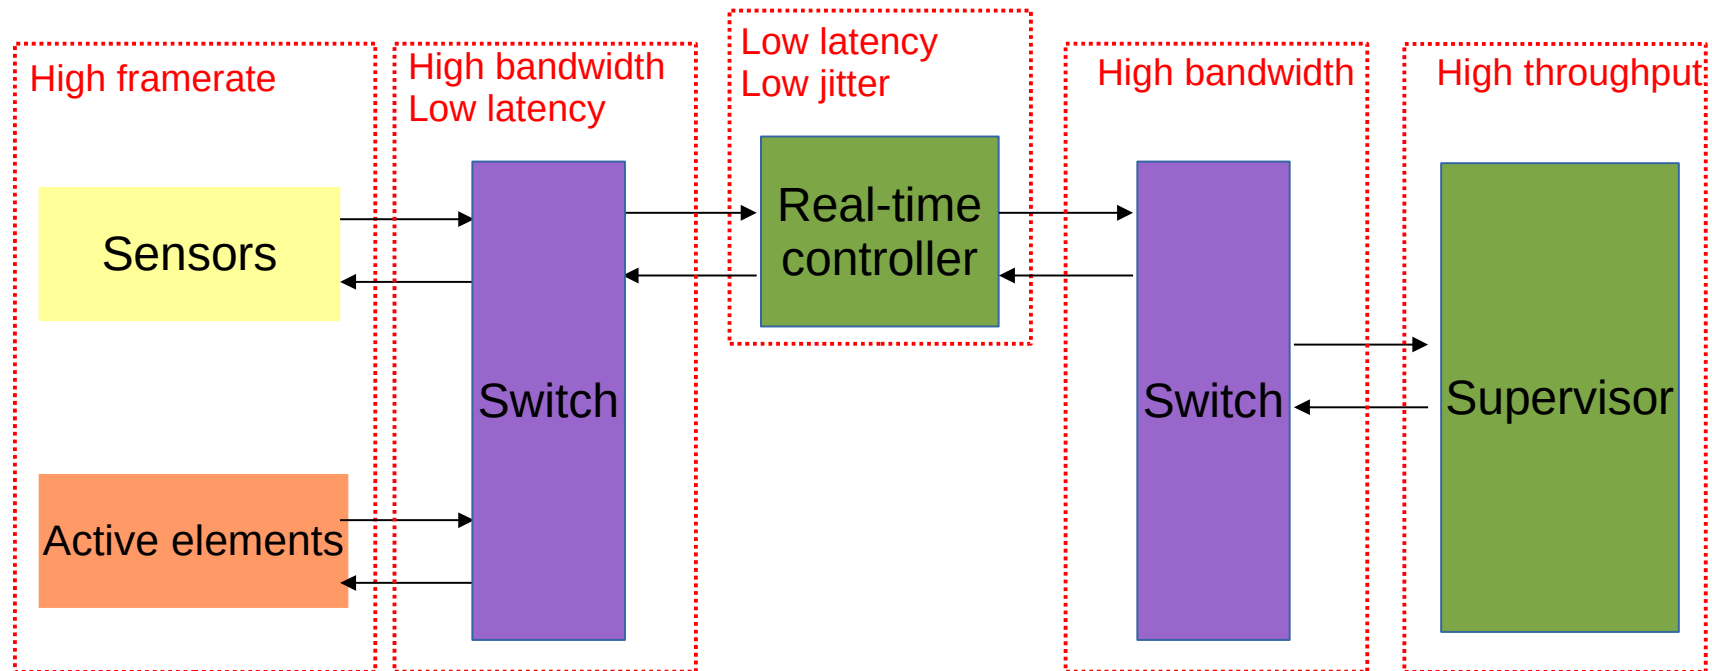 High framerate
High bandwidth
Low latency
Low latency
Low jitter
High bandwidth
High throughput
Sensors
Active elements
Switch
Real-time
controller
Switch
Supervisor